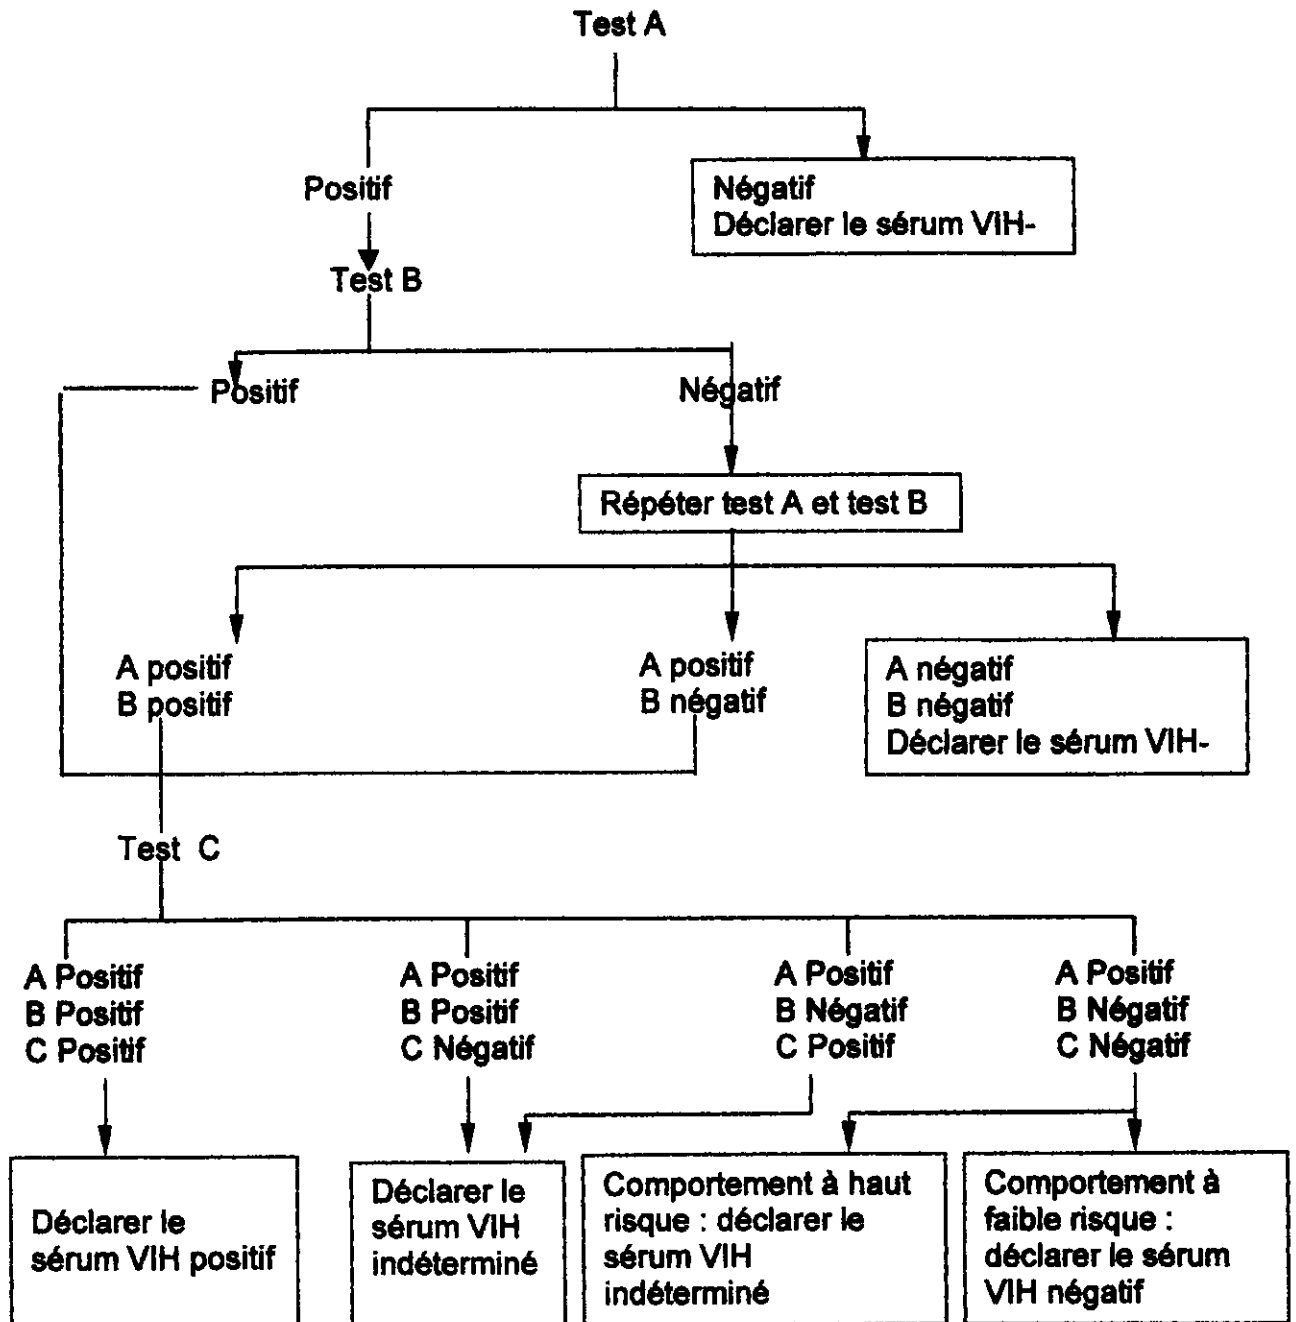 Test A
Positif
Négatif
Déclarer le sérum VIH-
Test B
Positif
Négatif
Répéter test A et test B
A positif
B positif
A positif
B négatif
A négatif
B négatif
Déclarer le sérum VIH-
Test C
A Positif
B Positif
C Positif
A Positif
B Positif
C Négatif
A Positif
B Négatif
C Positif
A Positif
B Négatif
C Négatif
Déclarer le
sérum VIH positif
Déclarer le
sérum VIH
indéterminé
Comportement à haut
risque : déclarer le
sérum VIH
indéterminé
Comportement à
faible risque :
déclarer le sérum
VIH négatif